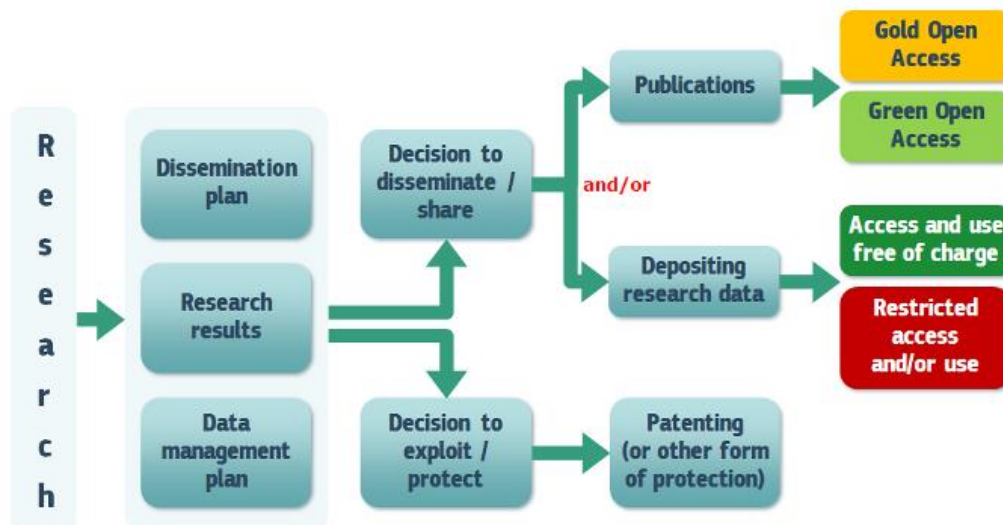 Research
Dissemination
plan
Research
results
Data
management
plan
Decision to
disseminate /
share
Decision to
exploit /
protect
and/or
Publications
Depositing
research data
Patenting
(or other form
of protection)
Gold Open
Access
Green Open
Access
Access and use
free of charge
Restricted
access
and/or use